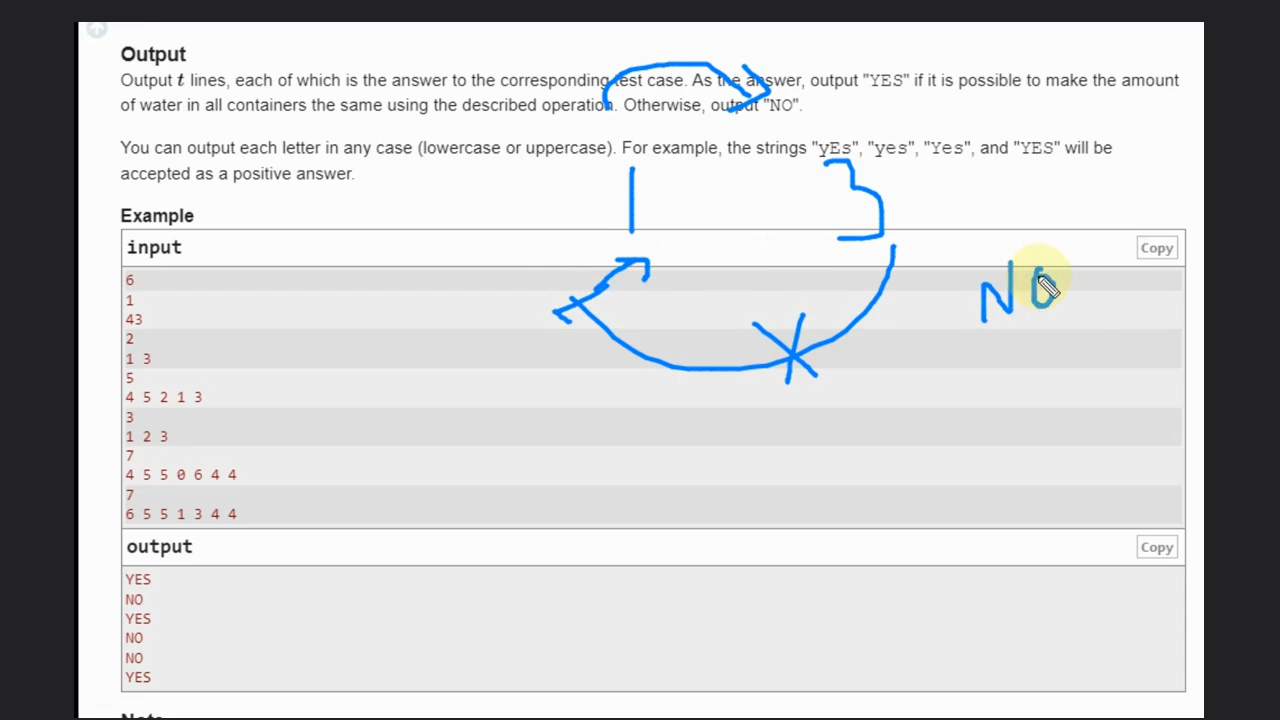 Output
Output t lines, each of which is the answer to the corresponding test case. As the answer, output "YES" if it is possible to make the amount
of water in all containers the same using the described operation. Otherwise, output "NO".
You can output each letter in any case (lowercase or uppercase). For example, the strings "yEs", "yes", "Yes", and "YES" will be
accepted as a positive answer.
1 3
Example
input Copy
NO
6
1
43
2
1 3
5
4 5 2 1 3
3
1 2 3
7
4 5 5 0 6 4 4
7
6 5 5 1 3 4 4
output Copy
YES
NO
YES
NO
NO
YES